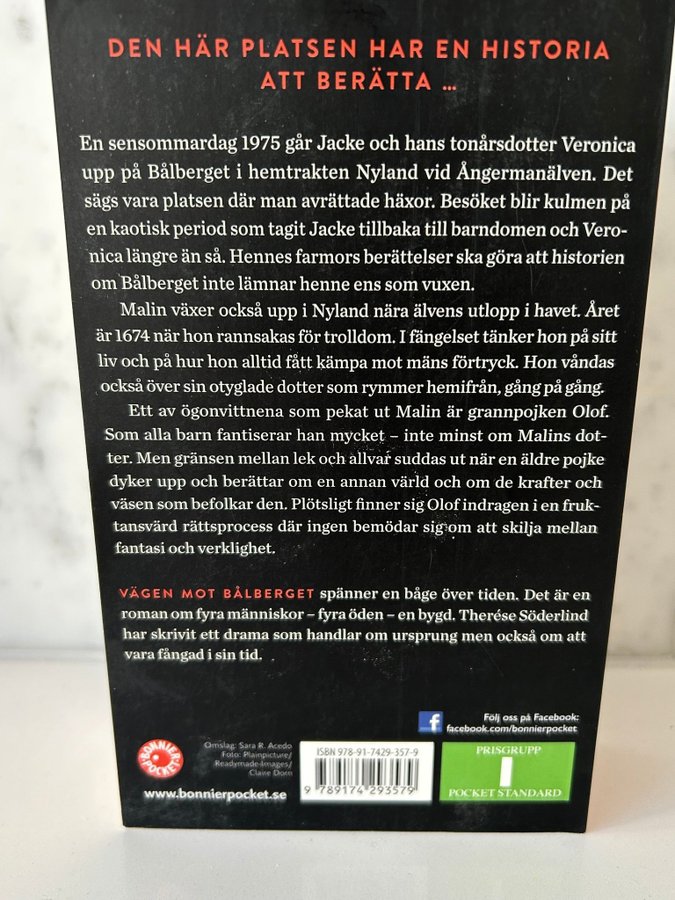 DEN HÄR PLATSEN HAR EN HISTORIA
ATT BERÄTTA ...
En sensommardag 1975 går Jacke och hans tonårsdotter Veronica
upp på Bålberget i hemtrakten Nyland vid Ångermanälven. Det
sägs vara platsen där man avrättade häxor. Besöket blir kulmen på
en kaotisk period som tagit Jacke tillbaka till barndomen och Vero-
nica längre än så. Hennes farmors berättelser ska göra att historien
om Bålberget inte lämnar henne ens som vuxen.
Malin växer också upp i Nyland nära älvens utlopp i havet. Året
är 1674 när hon rannsakas för trolldom. I fängelset tänker hon på sitt
liv och på hur hon alltid fått kämpa mot mäns förtryck. Hon våndas
också över sin otyglade dotter som rymmer hemifrån, gång på gång.
Ett av ögonvittnena som pekat ut Malin är grannpojken Olof.
Som alla barn fantiserar han mycket – inte minst om Malins dot-
ter. Men gränsen mellan lek och allvar suddas ut när en äldre pojke
dyker upp och berättar om en annan värld och om de krafter och
väsen som befolkar den. Plötsligt finner sig Olof indragen i en fruk-
tansvärd rättsprocess där ingen bemödar sig om att skilja mellan
fantasi och verklighet.
VÄGEN MOT BÅLBERGET spänner en båge över tiden. Det är en
roman om fyra människor – fyra öden – en bygd. Therése Söderlind
har skrivit ett drama som handlar om ursprung men också om att
vara fångad i sin tid.
f
Följ oss på Facebook:
facebook.com/bonnierpocket
BONNIER
POCKET
Omslag: Sara R. Acedo
Foto: Plainpicture/
Readymade-Images/
Claire Dorn
www.bonnierpocket.se
ISBN 978-91-7429-357-9
9 789174 293579
PRISGRUPP
1
POCKET STANDARD